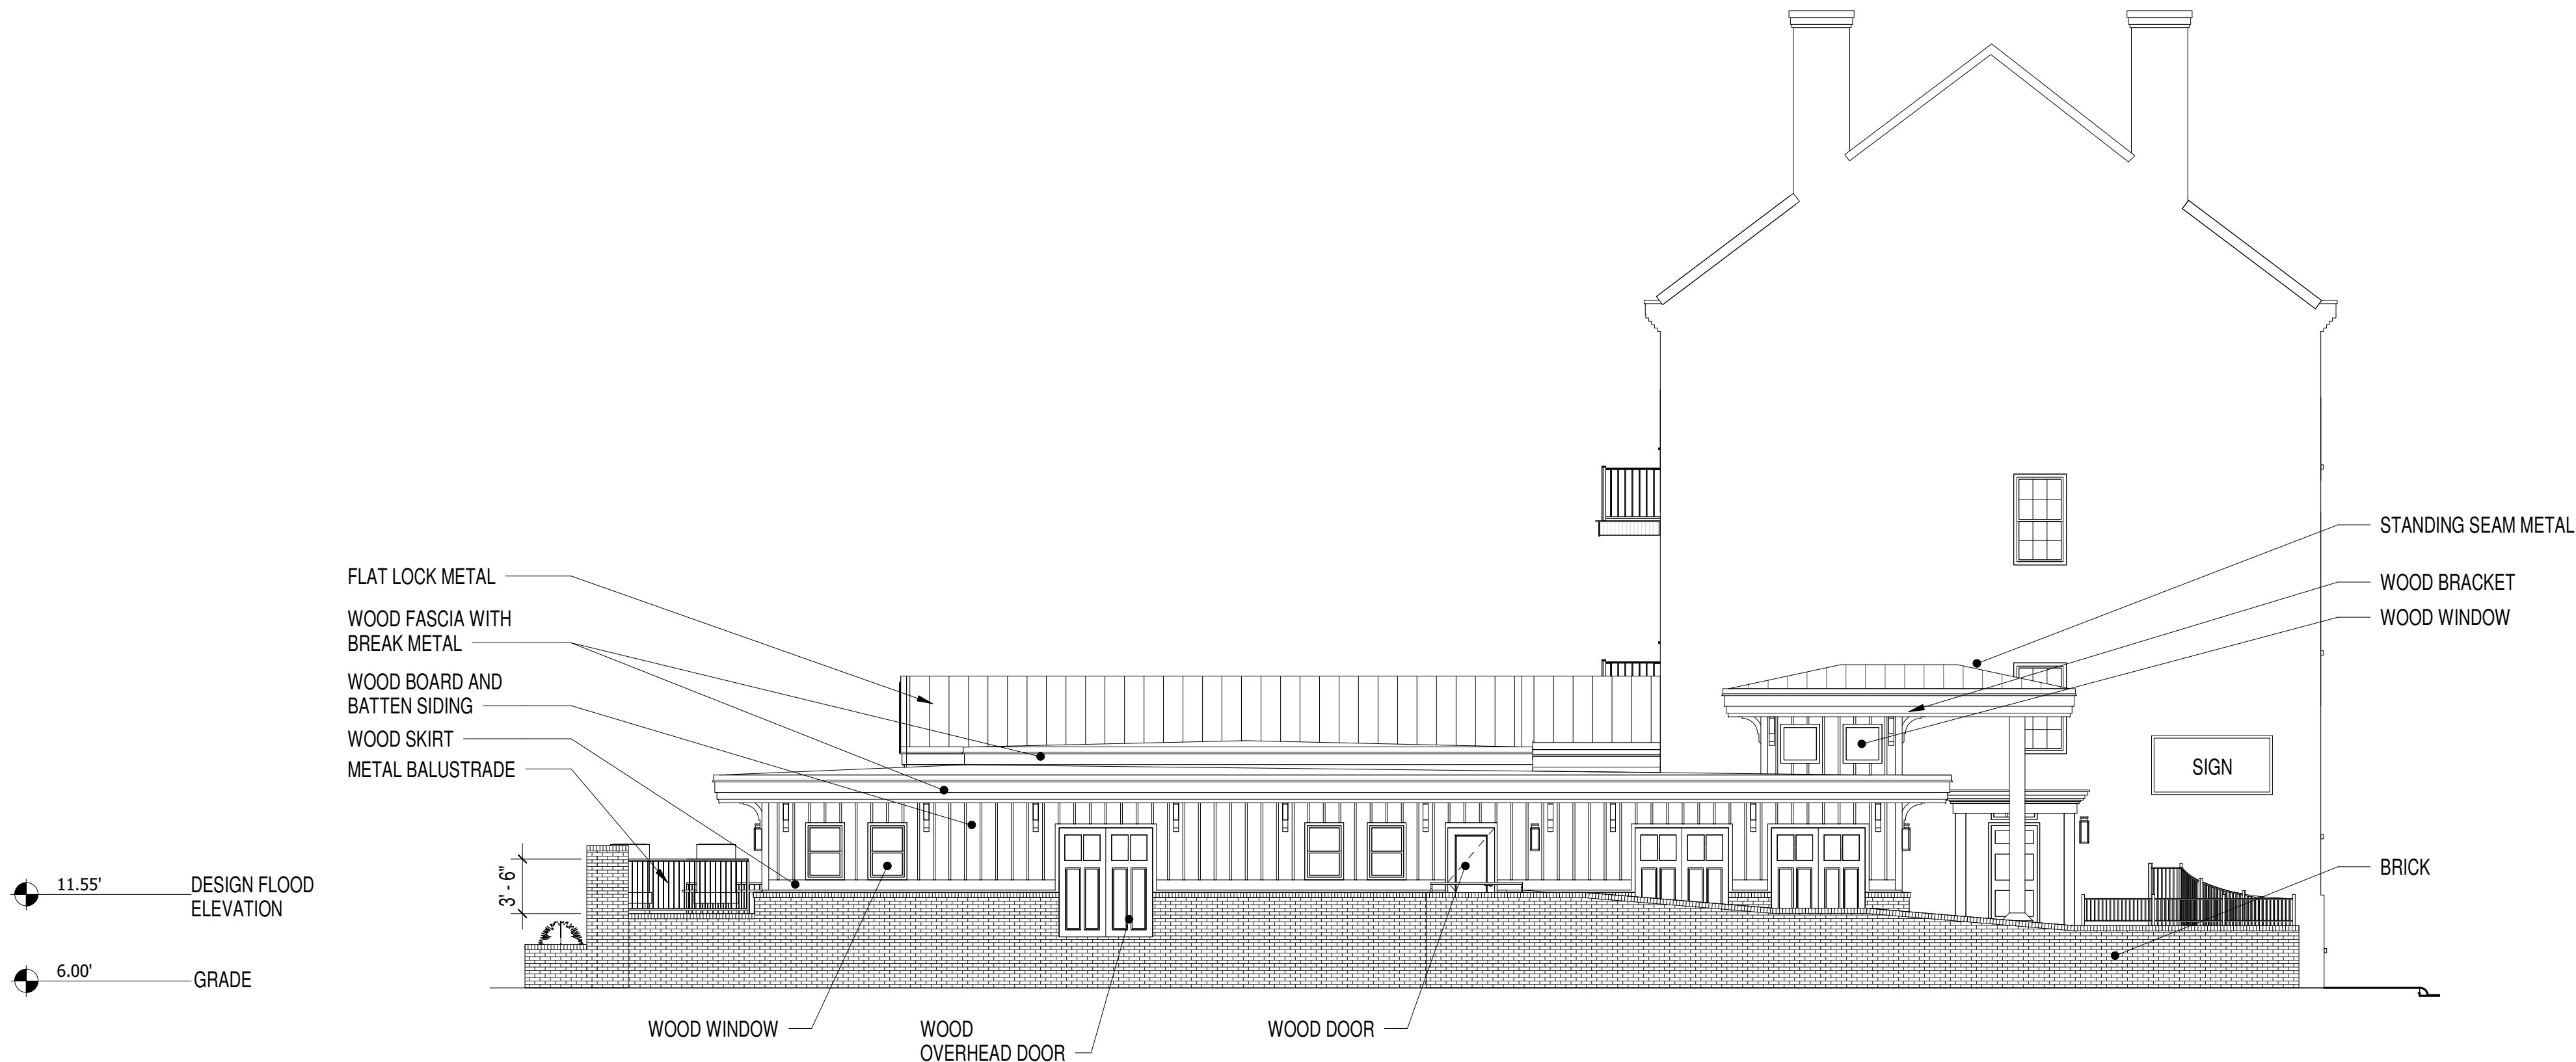 STANDING SEAM METAL
FLAT LOCK METAL
WOOD BRACKET
WOOD FASCIA WITH
BREAK METAL
WOOD WINDOW
WOOD BOARD AND
BATTEN SIDING
WOOD SKIRT
METAL BALUSTRADE
SIGN
3' - 6"
BRICK
11.55'
DESIGN FLOOD
ELEVATION
6.00'
GRADE
WOOD WINDOW
WOOD
OVERHEAD DOOR
WOOD DOOR